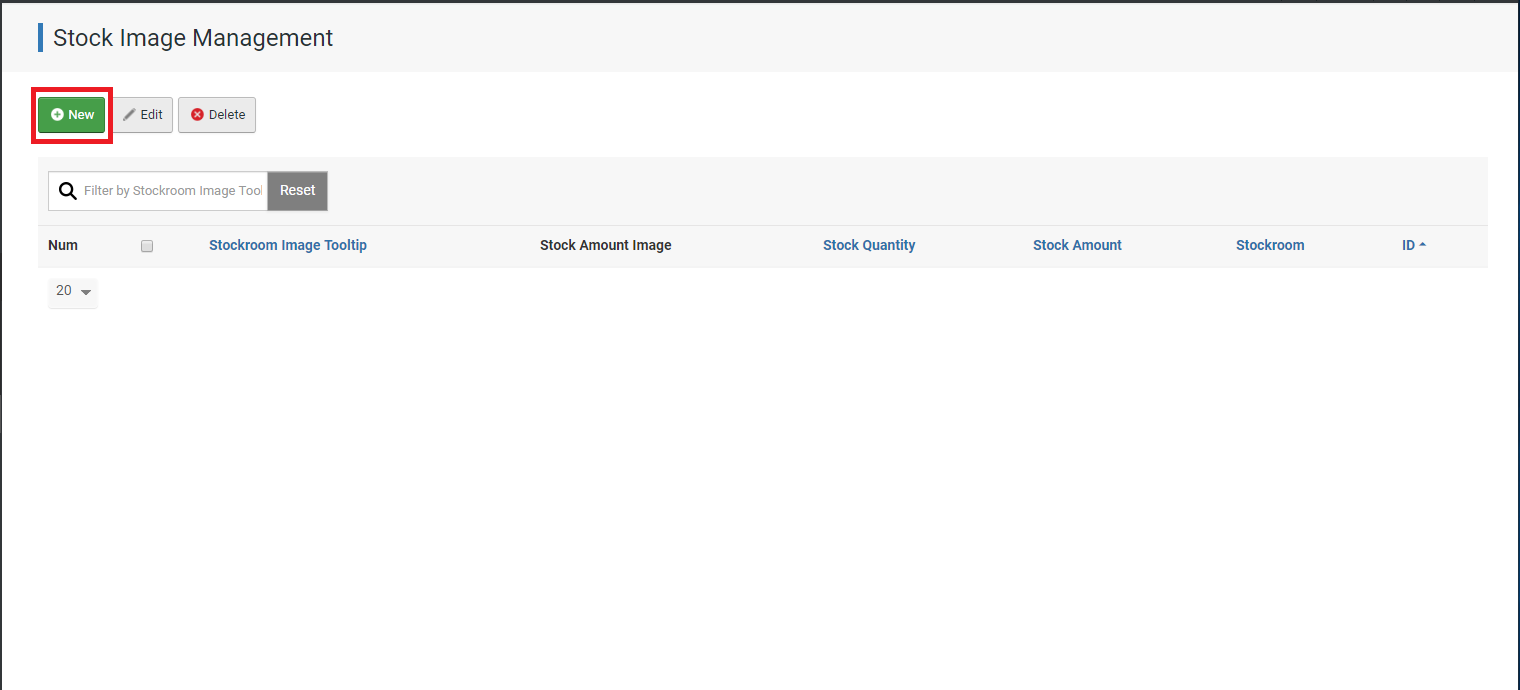 Stock Image Management
New Edit Delete
Filter by Stockroom Image Tool Reset
Num Stockroom Image Tooltip Stock Amount Image Stock Quantity Stock Amount Stockroom ID
20